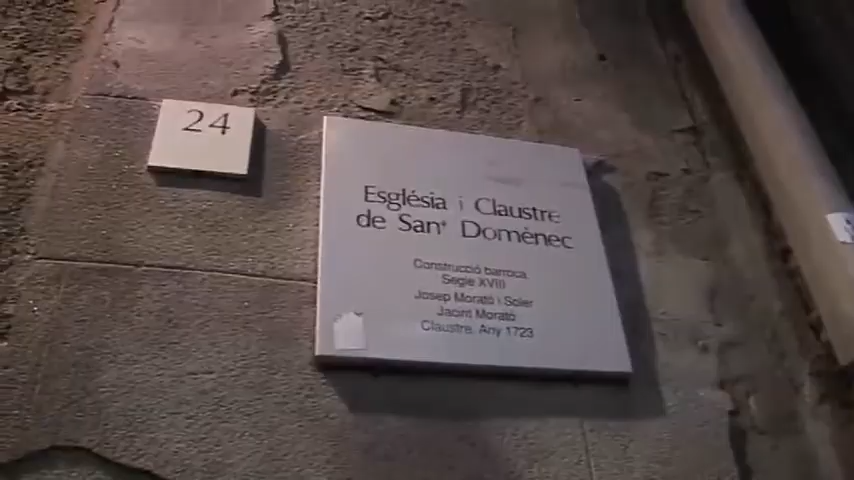 24
Església i Claustre
de Sant Domènec
Construcció barroca
Segle XVIII
Josep Morató i Soler
Jacint Morató
Claustre, Any 1723